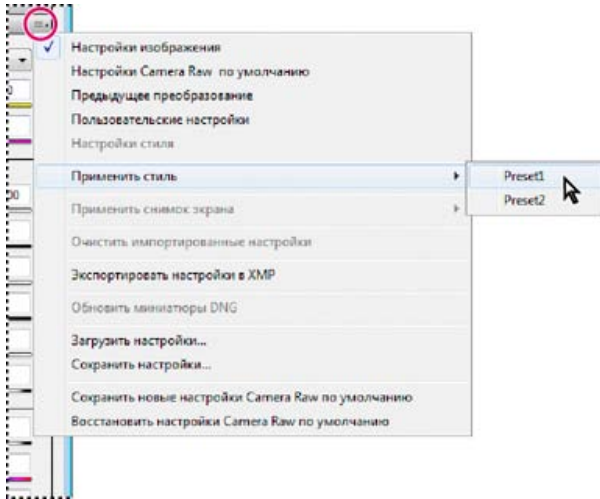 Настройки изображения
Настройки Camera Raw по умолчанию
Предыдущее преобразование
Пользовательские настройки
Настройки стиля
Применить стиль
Preset1
Preset2
Применить снимок экрана
Очистить импортированные настройки
Экспортировать настройки в XMP
Обновить миниатюры DNG
Загрузить настройки...
Сохранить настройки...
Сохранить новые настройки Camera Raw по умолчанию
Восстановить настройки Camera Raw по умолчанию